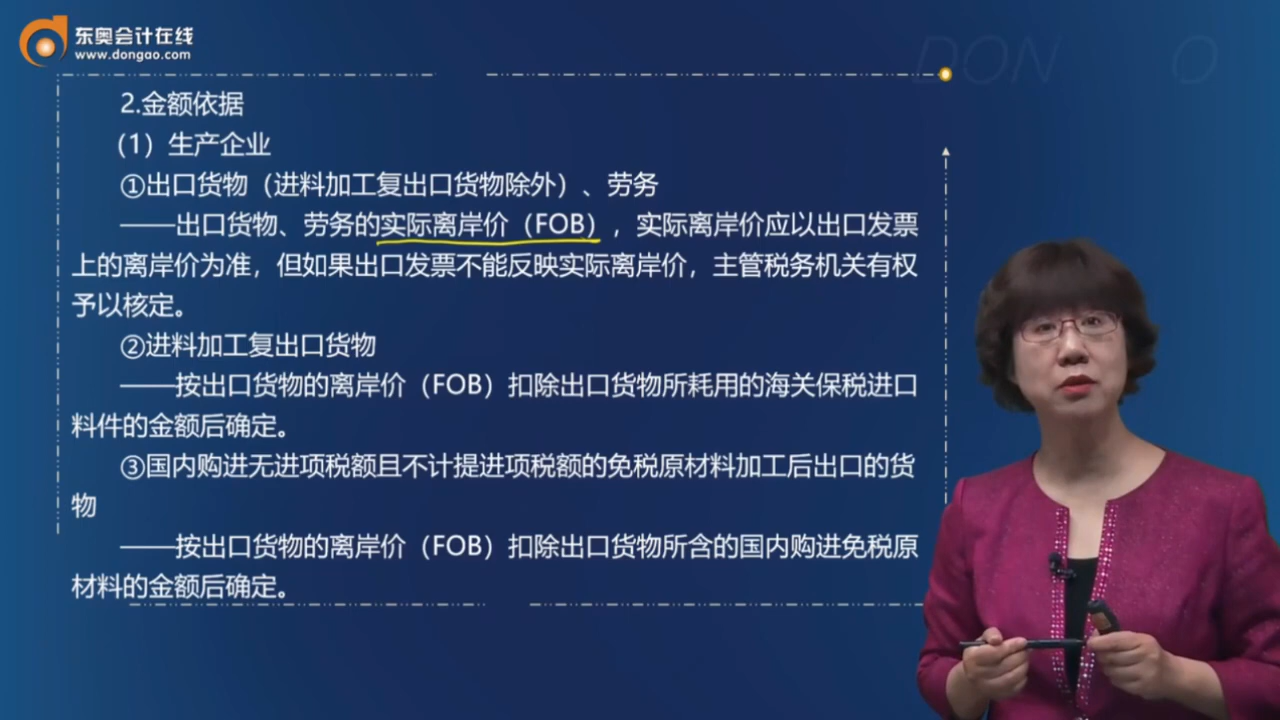 东奥会计在线
www.dongao.com
DON O
2.金额依据
（1）生产企业
①出口货物（进料加工复出口货物除外）、劳务
——出口货物、劳务的实际离岸价（FOB），实际离岸价应以出口发票
上的离岸价为准，但如果出口发票不能反映实际离岸价，主管税务机关有权
予以核定。
②进料加工复出口货物
——按出口货物的离岸价（FOB）扣除出口货物所耗用的海关保税进口
料件的金额后确定。
③国内购进无进项税额且不计提进项税额的免税原材料加工后出口的货
物
——按出口货物的离岸价（FOB）扣除出口货物所含的国内购进免税原
材料的金额后确定。